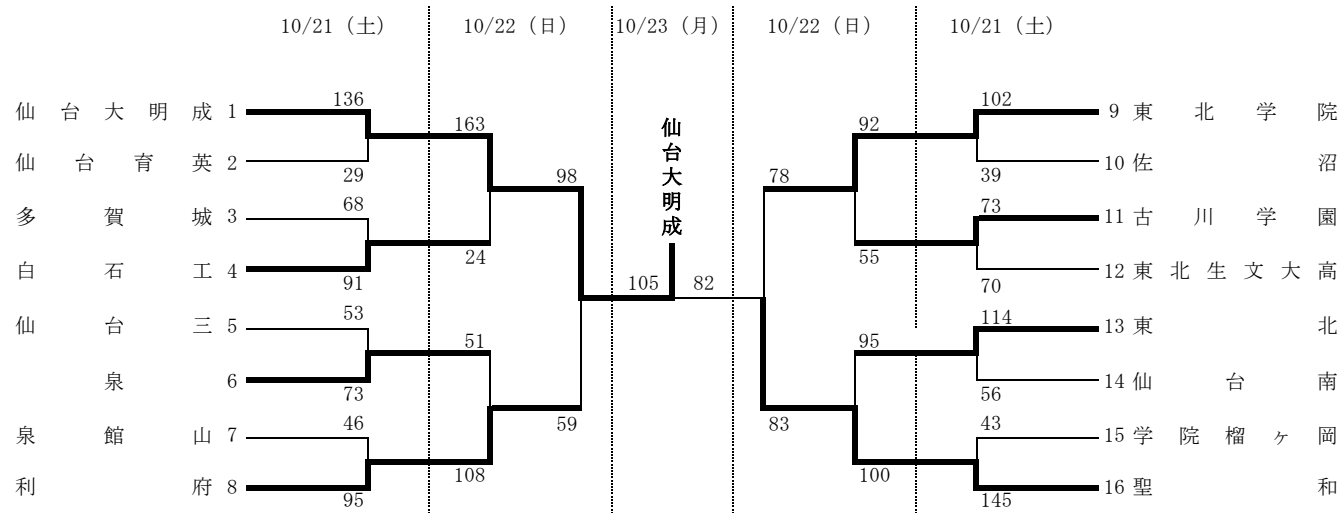 10/21（土） 10/22（日） 10/23（月） 10/22（日） 10/21（土）
136 102
仙台大明成 1 9 東北学院
163 92
仙台大明成
仙台育英 2 10 佐沼
29 98 78 39
68 73
多賀城 3 11 古川学園
24 55
白石工 4 12 東北生文大高
91 105 82 70
53 114
仙台三 5 13 東北
51 95
泉 6 14 仙台南
73 56
59 83
46 43
泉館山 7 15 学院榴ヶ岡
108 100
利府 8 16 聖和
95 145